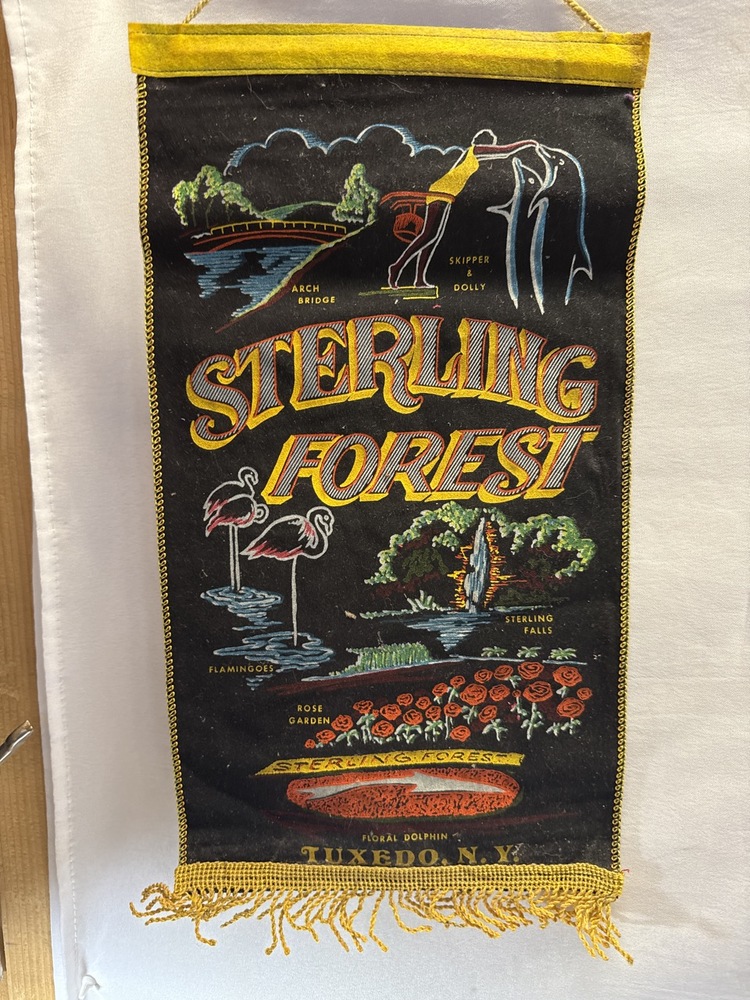 ARCH
BRIDGE
SKIPPER
&
DOLLY
STERLING
FOREST
FLAMINGOES
STERLING
FALLS
ROSE
GARDEN
STERLING FOREST
FLORAL DOLPHIN
TUXEDO, N.Y.